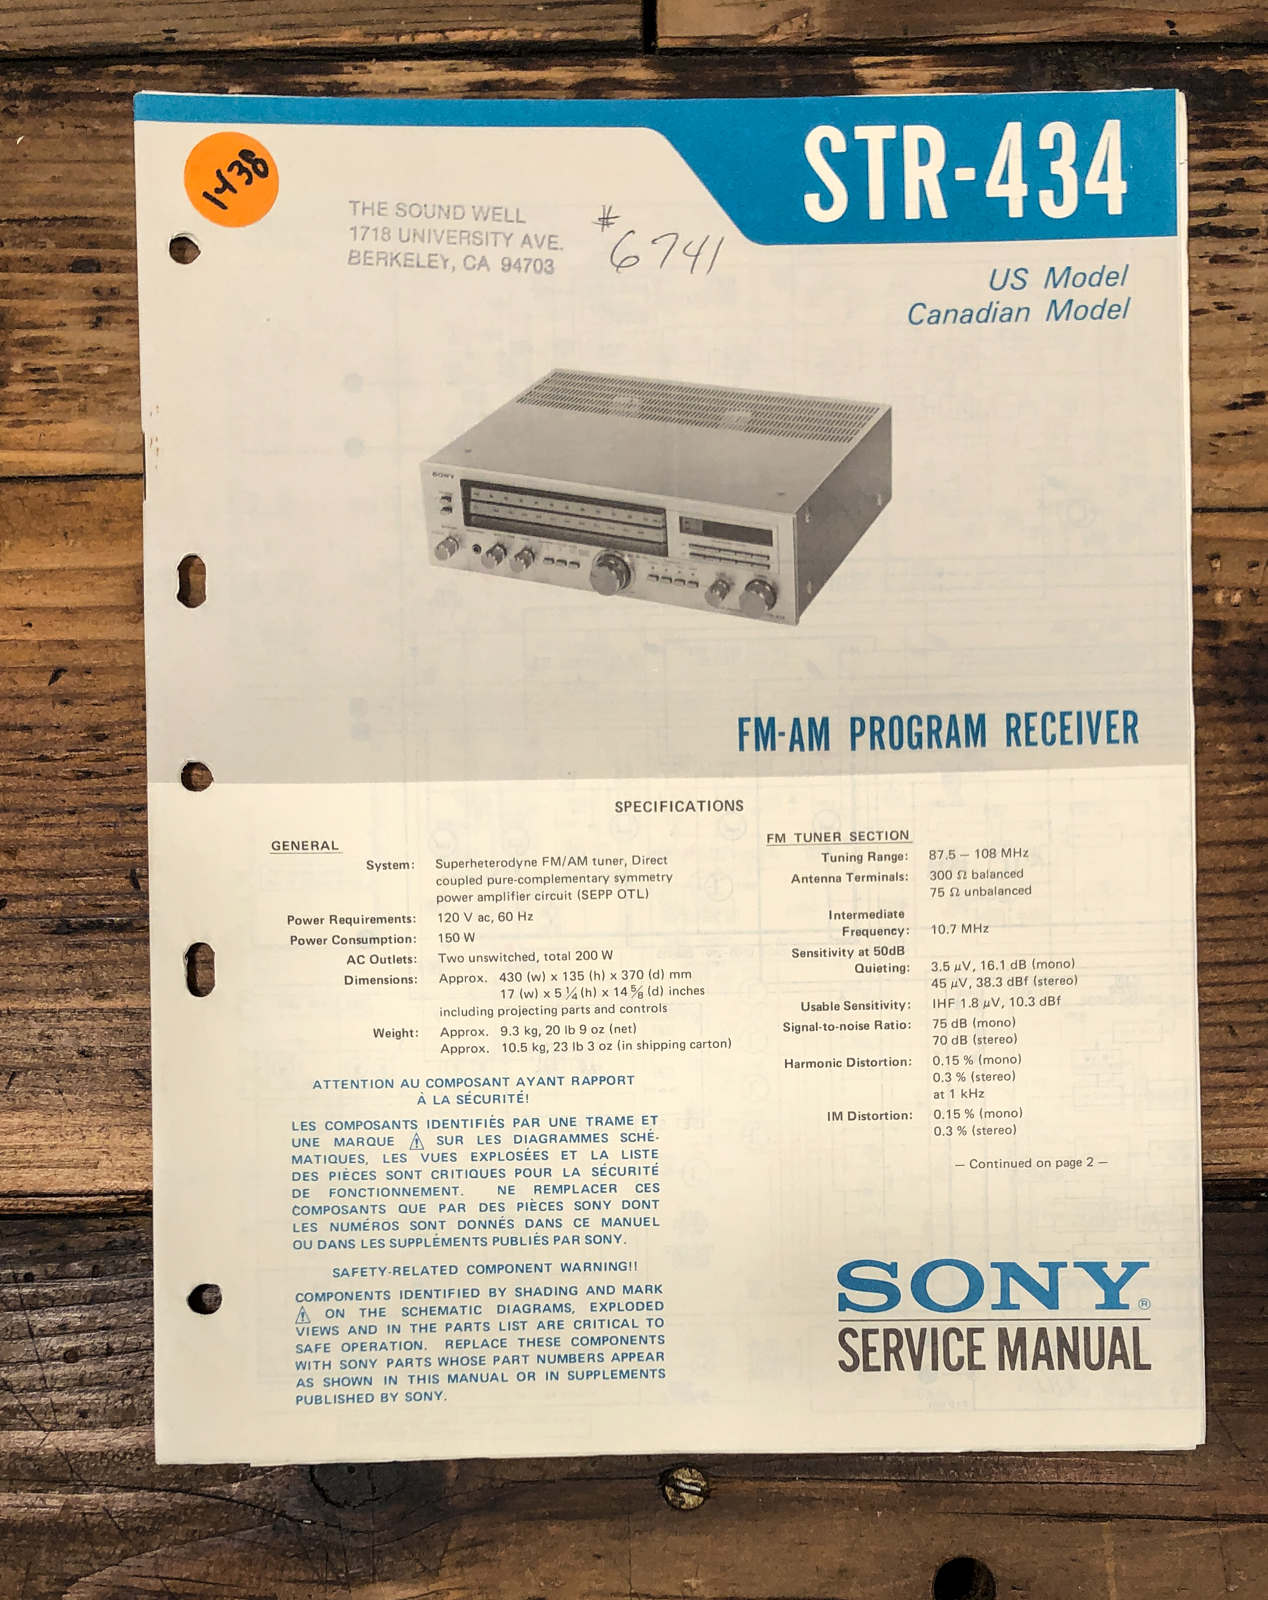 STR-434
1438
THE SOUND WELL
1718 UNIVERSITY AVE.
BERKELEY, CA 94703
# 6741
US Model
Canadian Model
SONY
FM-AM PROGRAM RECEIVER
SPECIFICATIONS
GENERAL
System: Superheterodyne FM/AM tuner, Direct
coupled pure-complementary symmetry
power amplifier circuit (SEPP OTL)
Power Requirements: 120 V ac, 60 Hz
Power Consumption: 150 W
AC Outlets: Two unswitched, total 200 W
Dimensions: Approx. 430 (w) x 135 (h) x 370 (d) mm
17 (w) x 5 ¼ (h) x 14 ⅝ (d) inches
including projecting parts and controls
Weight: Approx. 9.3 kg, 20 lb 9 oz (net)
Approx. 10.5 kg, 23 lb 3 oz (in shipping carton)
ATTENTION AU COMPOSANT AYANT RAPPORT
À LA SÉCURITÉ!
LES COMPOSANTS IDENTIFIÉS PAR UNE TRAME ET
UNE MARQUE ⚠ SUR LES DIAGRAMMES SCHÉ-
MATIQUES, LES VUES EXPLOSÉES ET LA LISTE
DES PIÈCES SONT CRITIQUES POUR LA SÉCURITÉ
DE FONCTIONNEMENT. NE REMPLACER CES
COMPOSANTS QUE PAR DES PIÈCES SONY DONT
LES NUMÉROS SONT DONNÉS DANS CE MANUEL
OU DANS LES SUPPLÉMENTS PUBLIÉS PAR SONY.
SAFETY-RELATED COMPONENT WARNING!!
COMPONENTS IDENTIFIED BY SHADING AND MARK
⚠ ON THE SCHEMATIC DIAGRAMS, EXPLODED
VIEWS AND IN THE PARTS LIST ARE CRITICAL TO
SAFE OPERATION. REPLACE THESE COMPONENTS
WITH SONY PARTS WHOSE PART NUMBERS APPEAR
AS SHOWN IN THIS MANUAL OR IN SUPPLEMENTS
PUBLISHED BY SONY.
FM TUNER SECTION
Tuning Range: 87.5 – 108 MHz
Antenna Terminals: 300 Ω balanced
75 Ω unbalanced
Intermediate
Frequency: 10.7 MHz
Sensitivity at 50dB
Quieting: 3.5 µV, 16.1 dB (mono)
45 µV, 38.3 dBf (stereo)
Usable Sensitivity: IHF 1.8 µV, 10.3 dBf
Signal-to-noise Ratio: 75 dB (mono)
70 dB (stereo)
Harmonic Distortion: 0.15 % (mono)
0.3 % (stereo)
at 1 kHz
IM Distortion: 0.15 % (mono)
0.3 % (stereo)
— Continued on page 2 —
SONY®
SERVICE MANUAL